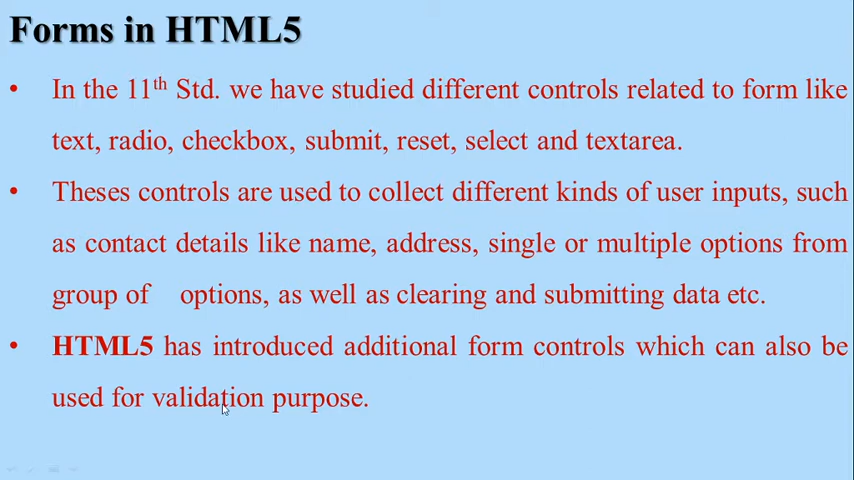 Forms in HTML5
• In the 11th Std. we have studied different controls related to form like
text, radio, checkbox, submit, reset, select and textarea.
• Theses controls are used to collect different kinds of user inputs, such
as contact details like name, address, single or multiple options from
group of options, as well as clearing and submitting data etc.
• HTML5 has introduced additional form controls which can also be
used for validation purpose.